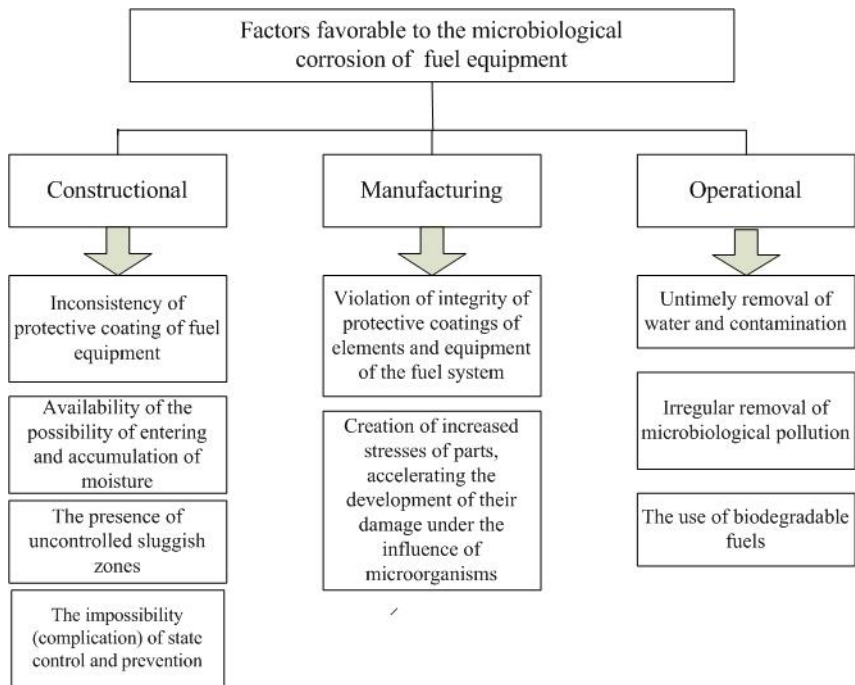 Factors favorable to the microbiological
corrosion of fuel equipment
Constructional
Manufacturing
Operational
Inconsistency of
protective coating of fuel
equipment
Availability of the
possibility of entering
and accumulation of
moisture
The presence of
uncontrolled sluggish
zones
The impossibility
(complication) of state
control and prevention
Violation of integrity of
protective coatings of
elements and equipment
of the fuel system
Creation of increased
stresses of parts,
accelerating the
development of their
damage under the
influence of
microorganisms
Untimely removal of
water and contamination
Irregular removal of
microbiological pollution
The use of biodegradable
fuels